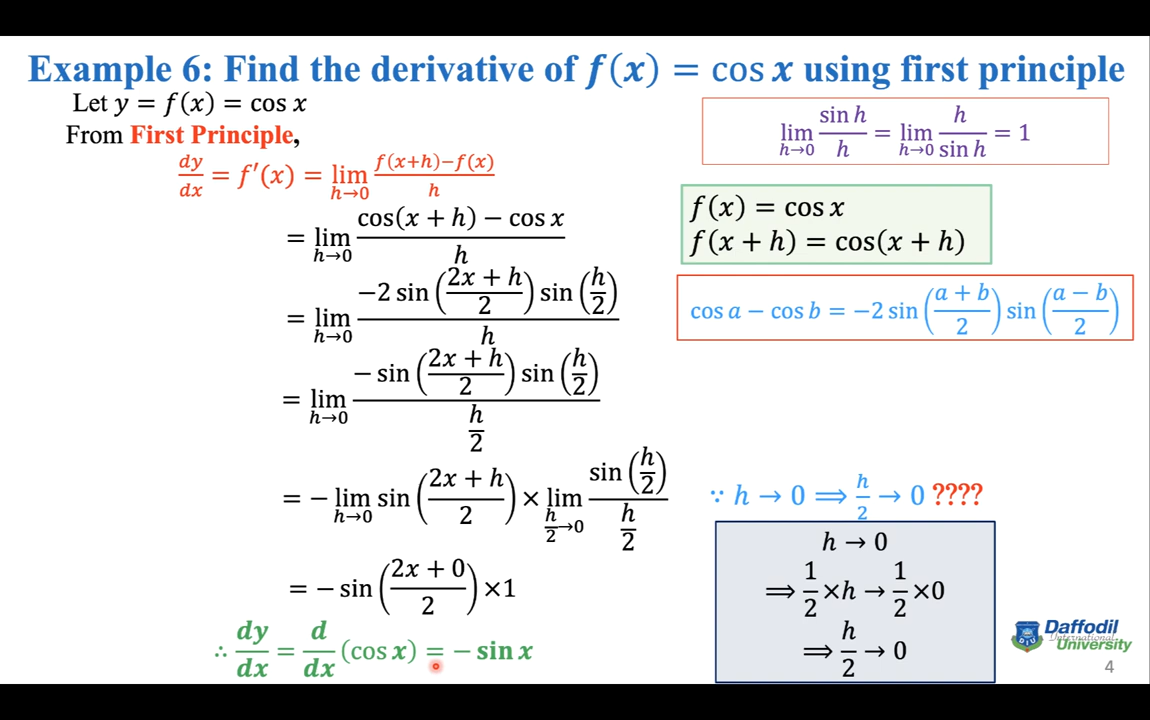 Example 6: Find the derivative of f(x) = cos x using first principle
Let y = f(x) = cos x
From First Principle,
dy/dx = f′(x) = lim_{h→0} (f(x+h)−f(x))/h
= lim_{h→0} (cos(x + h) − cos x)/h
= lim_{h→0} (−2 sin((2x + h)/2) sin(h/2))/h
= lim_{h→0} (− sin((2x + h)/2) sin(h/2))/(h/2)
= − lim_{h→0} sin((2x + h)/2) × lim_{h/2→0} sin(h/2)/(h/2)
= − sin((2x + 0)/2) ×1
∴ dy/dx = d/dx (cos x) = − sin x
lim_{h→0} sin h/h = lim_{h→0} h/sin h = 1
f(x) = cos x
f(x + h) = cos(x + h)
cos a − cos b = −2 sin((a + b)/2) sin((a − b)/2)
∵ h → 0 ⟹ h/2 → 0 ????
h → 0
⟹ 1/2 ×h → 1/2 ×0
⟹ h/2 → 0
Daffodil
International
University
4